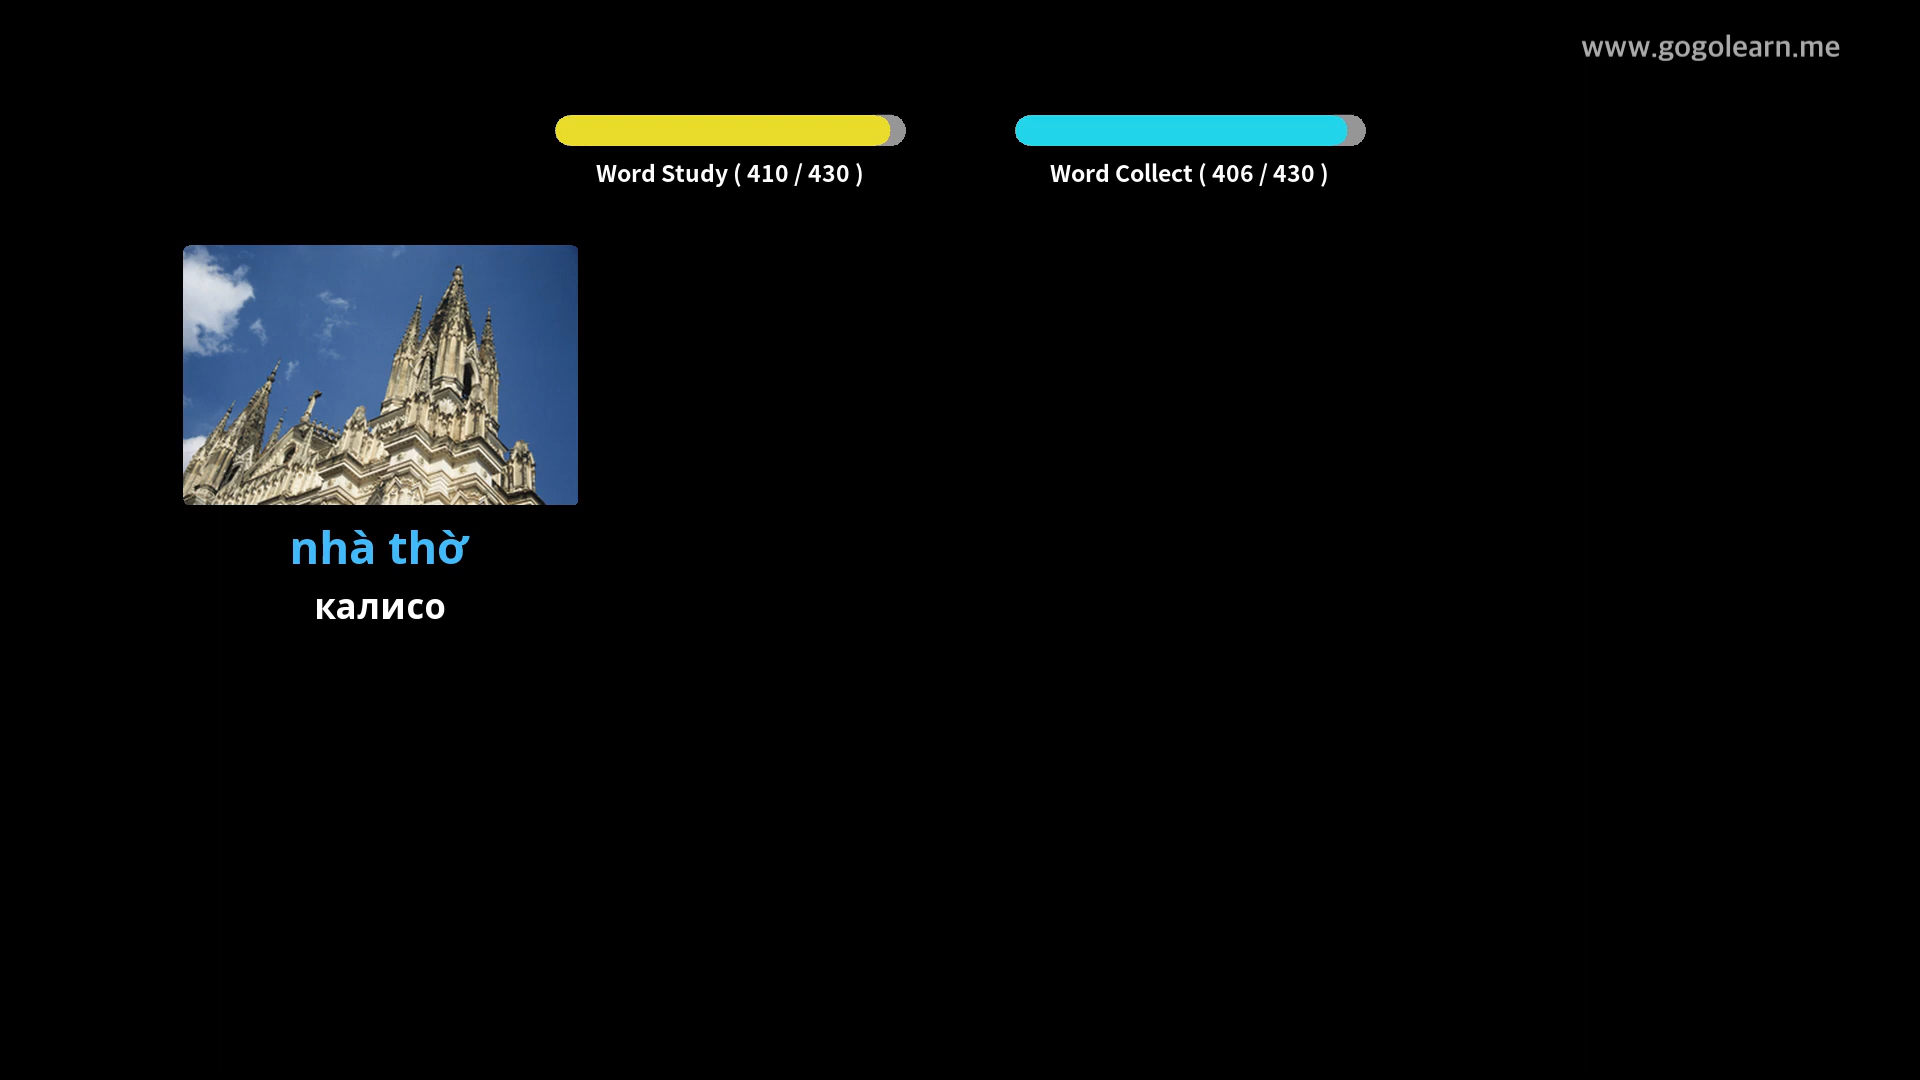 www.gogolearn.me
Word Study ( 410 / 430 )
Word Collect ( 406 / 430 )
nhà thờ
калисо